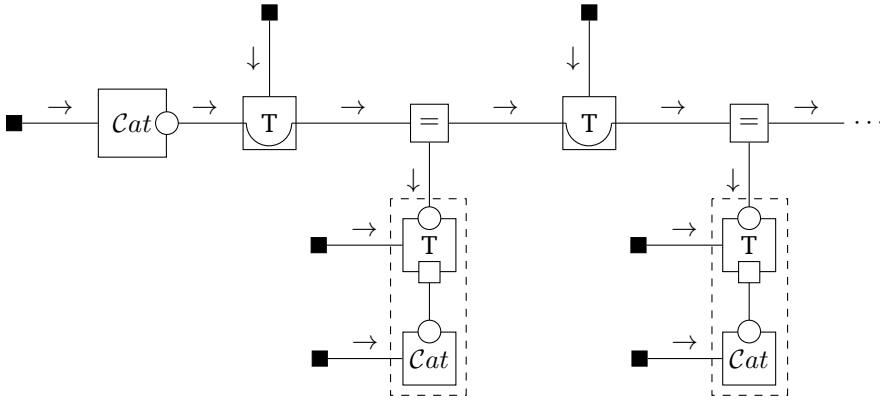 → ↓ → ↓ →
Cat → T = → T = → ⋯
↓ ↓
→ T → T
→ Cat → Cat